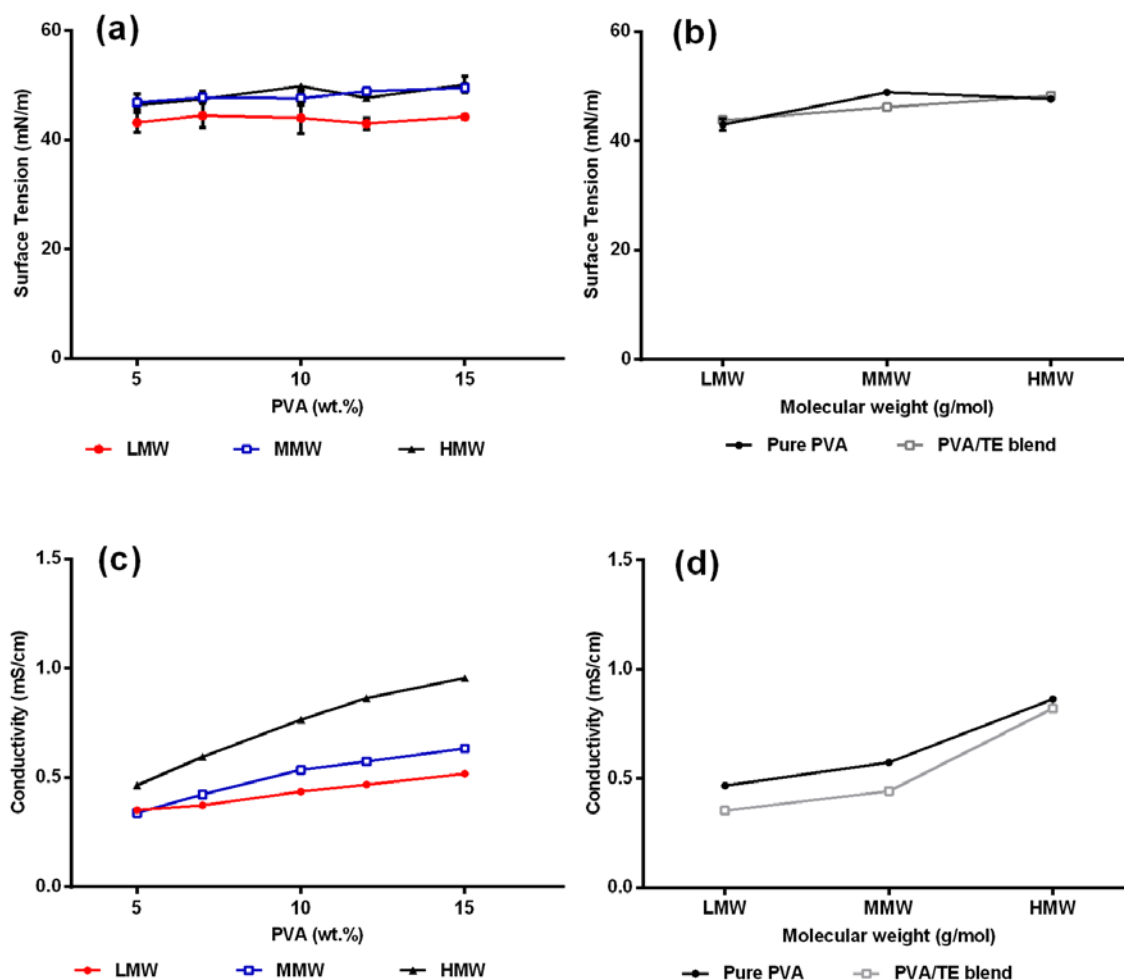 (a)
60
40
20
0
Surface Tension (mN/m)
5 10 15
PVA (wt.%)
LMW MMW HMW
(b)
60
40
20
0
Surface Tension (mN/m)
LMW MMW HMW
Molecular weight (g/mol)
Pure PVA PVA/TE blend
(c)
1.5
1.0
0.5
0.0
Conductivity (mS/cm)
5 10 15
PVA (wt.%)
LMW MMW HMW
(d)
1.5
1.0
0.5
0.0
Conductivity (mS/cm)
LMW MMW HMW
Molecular weight (g/mol)
Pure PVA PVA/TE blend